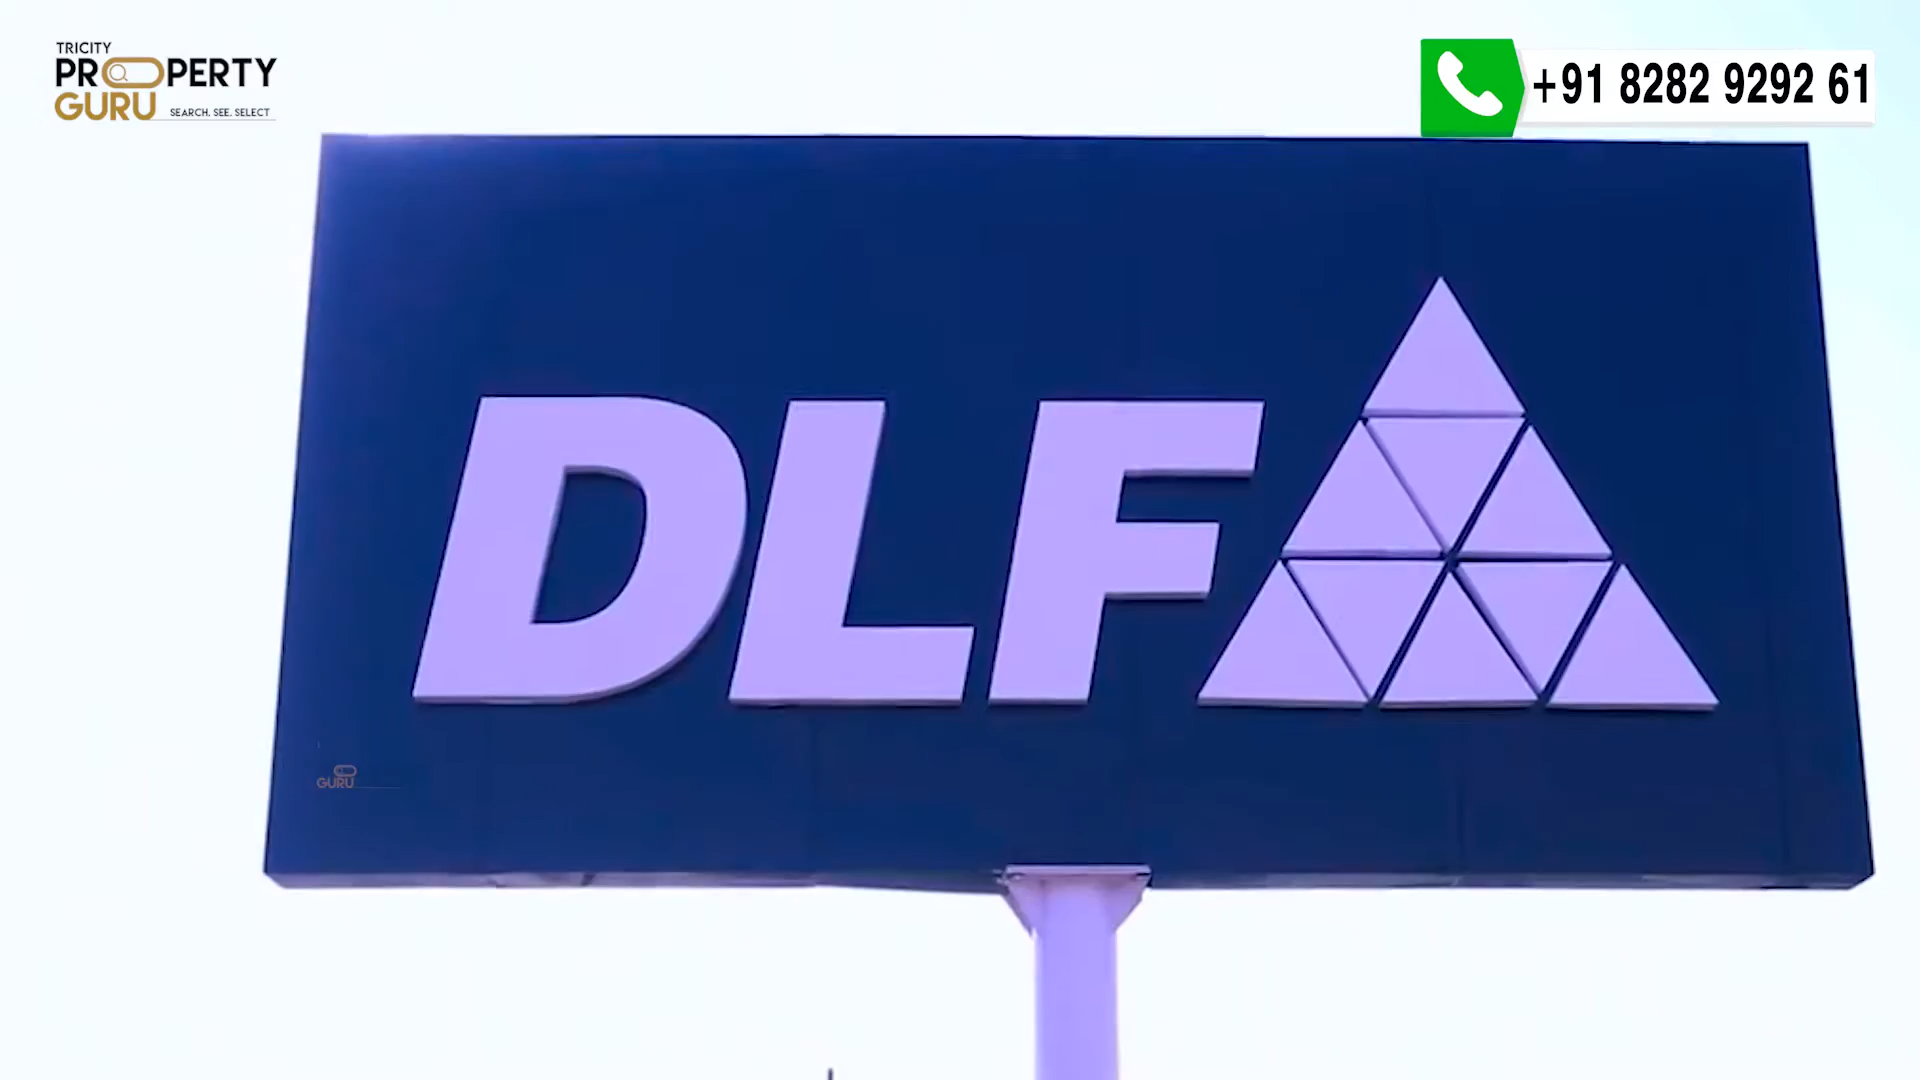 TRICITY
PROPERTY
GURU SEARCH. SEE. SELECT
+91 8282 9292 61
DLF
GURU